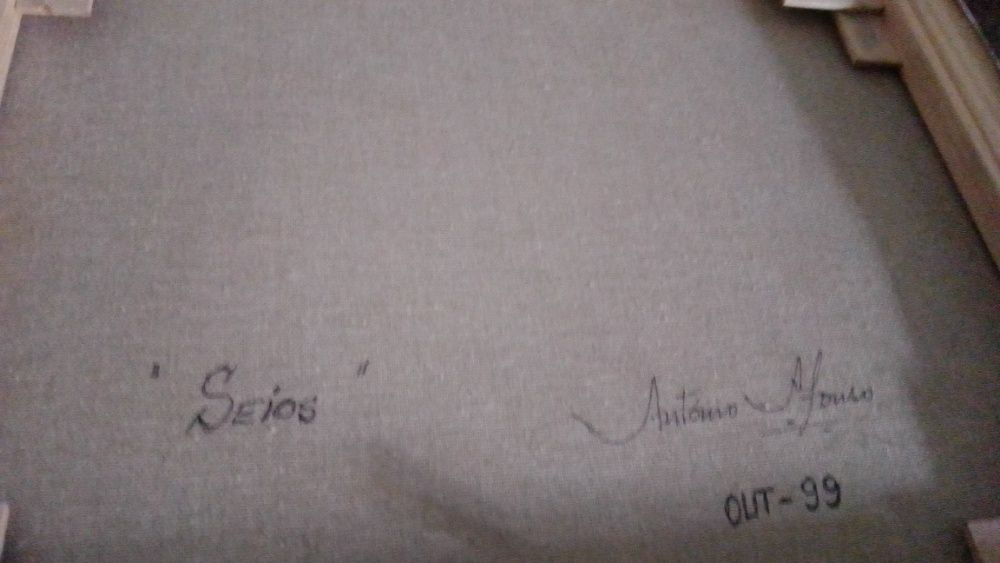 " Seios "
António Afonso
OUT-99